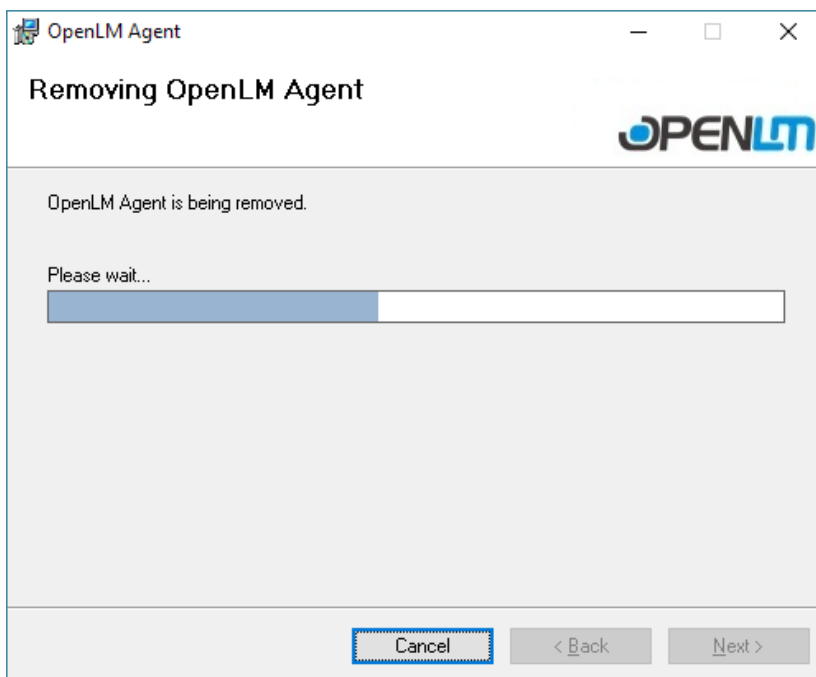 OpenLM Agent
Removing OpenLM Agent
OPENLM
OpenLM Agent is being removed.
Please wait...
Cancel
< Back
Next >